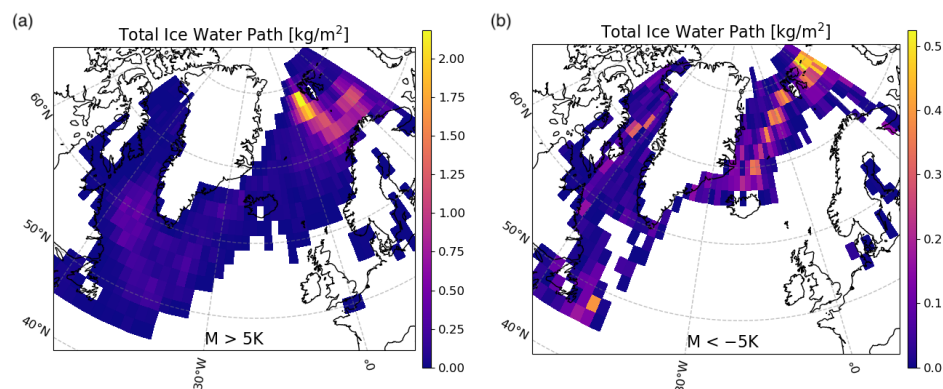 (a)
Total Ice Water Path [kg/m²]
60°N
50°N
40°N
30°W
0°
M > 5K
2.00
1.75
1.50
1.25
1.00
0.75
0.50
0.25
0.00
(b)
Total Ice Water Path [kg/m²]
60°N
50°N
40°N
30°W
0°
M < −5K
0.5
0.4
0.3
0.2
0.1
0.0